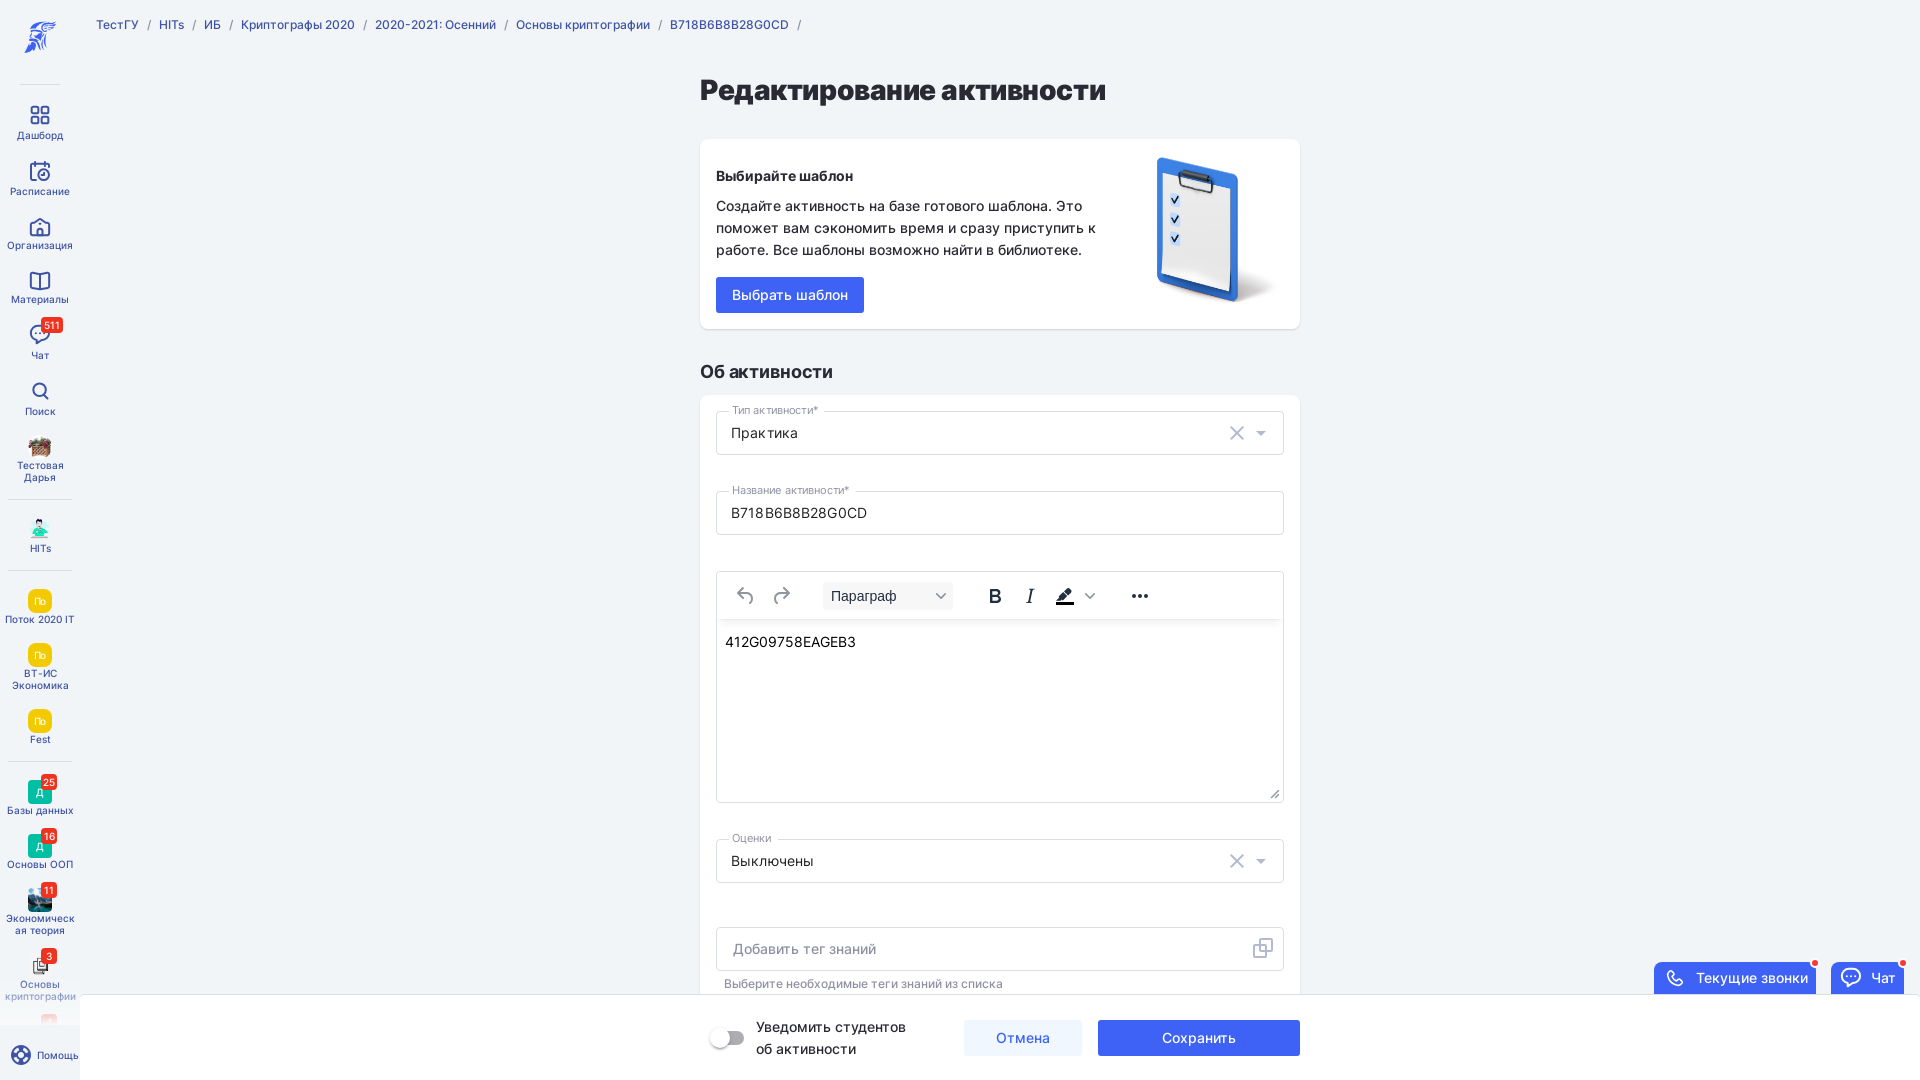 ТестГУ / HITs / ИБ / Криптографы 2020 / 2020-2021: Осенний / Основы криптографии / B718B6B8B28G0CD /
Дашборд
Расписание
Организация
Материалы
511
Чат
Поиск
Тестовая
Дарья
HITs
По
Поток 2020 IT
По
ВТ-ИС
Экономика
По
Fest
Д
25
Базы данных
Д
16
Основы ООП
11
Экономическ
ая теория
3
Основы
криптографии
Помощь
Редактирование активности
Выбирайте шаблон
Создайте активность на базе готового шаблона. Это
поможет вам сэкономить время и сразу приступить к
работе. Все шаблоны возможно найти в библиотеке.
Выбрать шаблон
Об активности
Тип активности*
Практика
Название активности*
B718B6B8B28G0CD
Параграф
B I
412G09758EAGEB3
Оценки
Выключены
Добавить тег знаний
Выберите необходимые теги знаний из списка
Текущие звонки
Чат
Уведомить студентов
об активности
Отмена
Сохранить